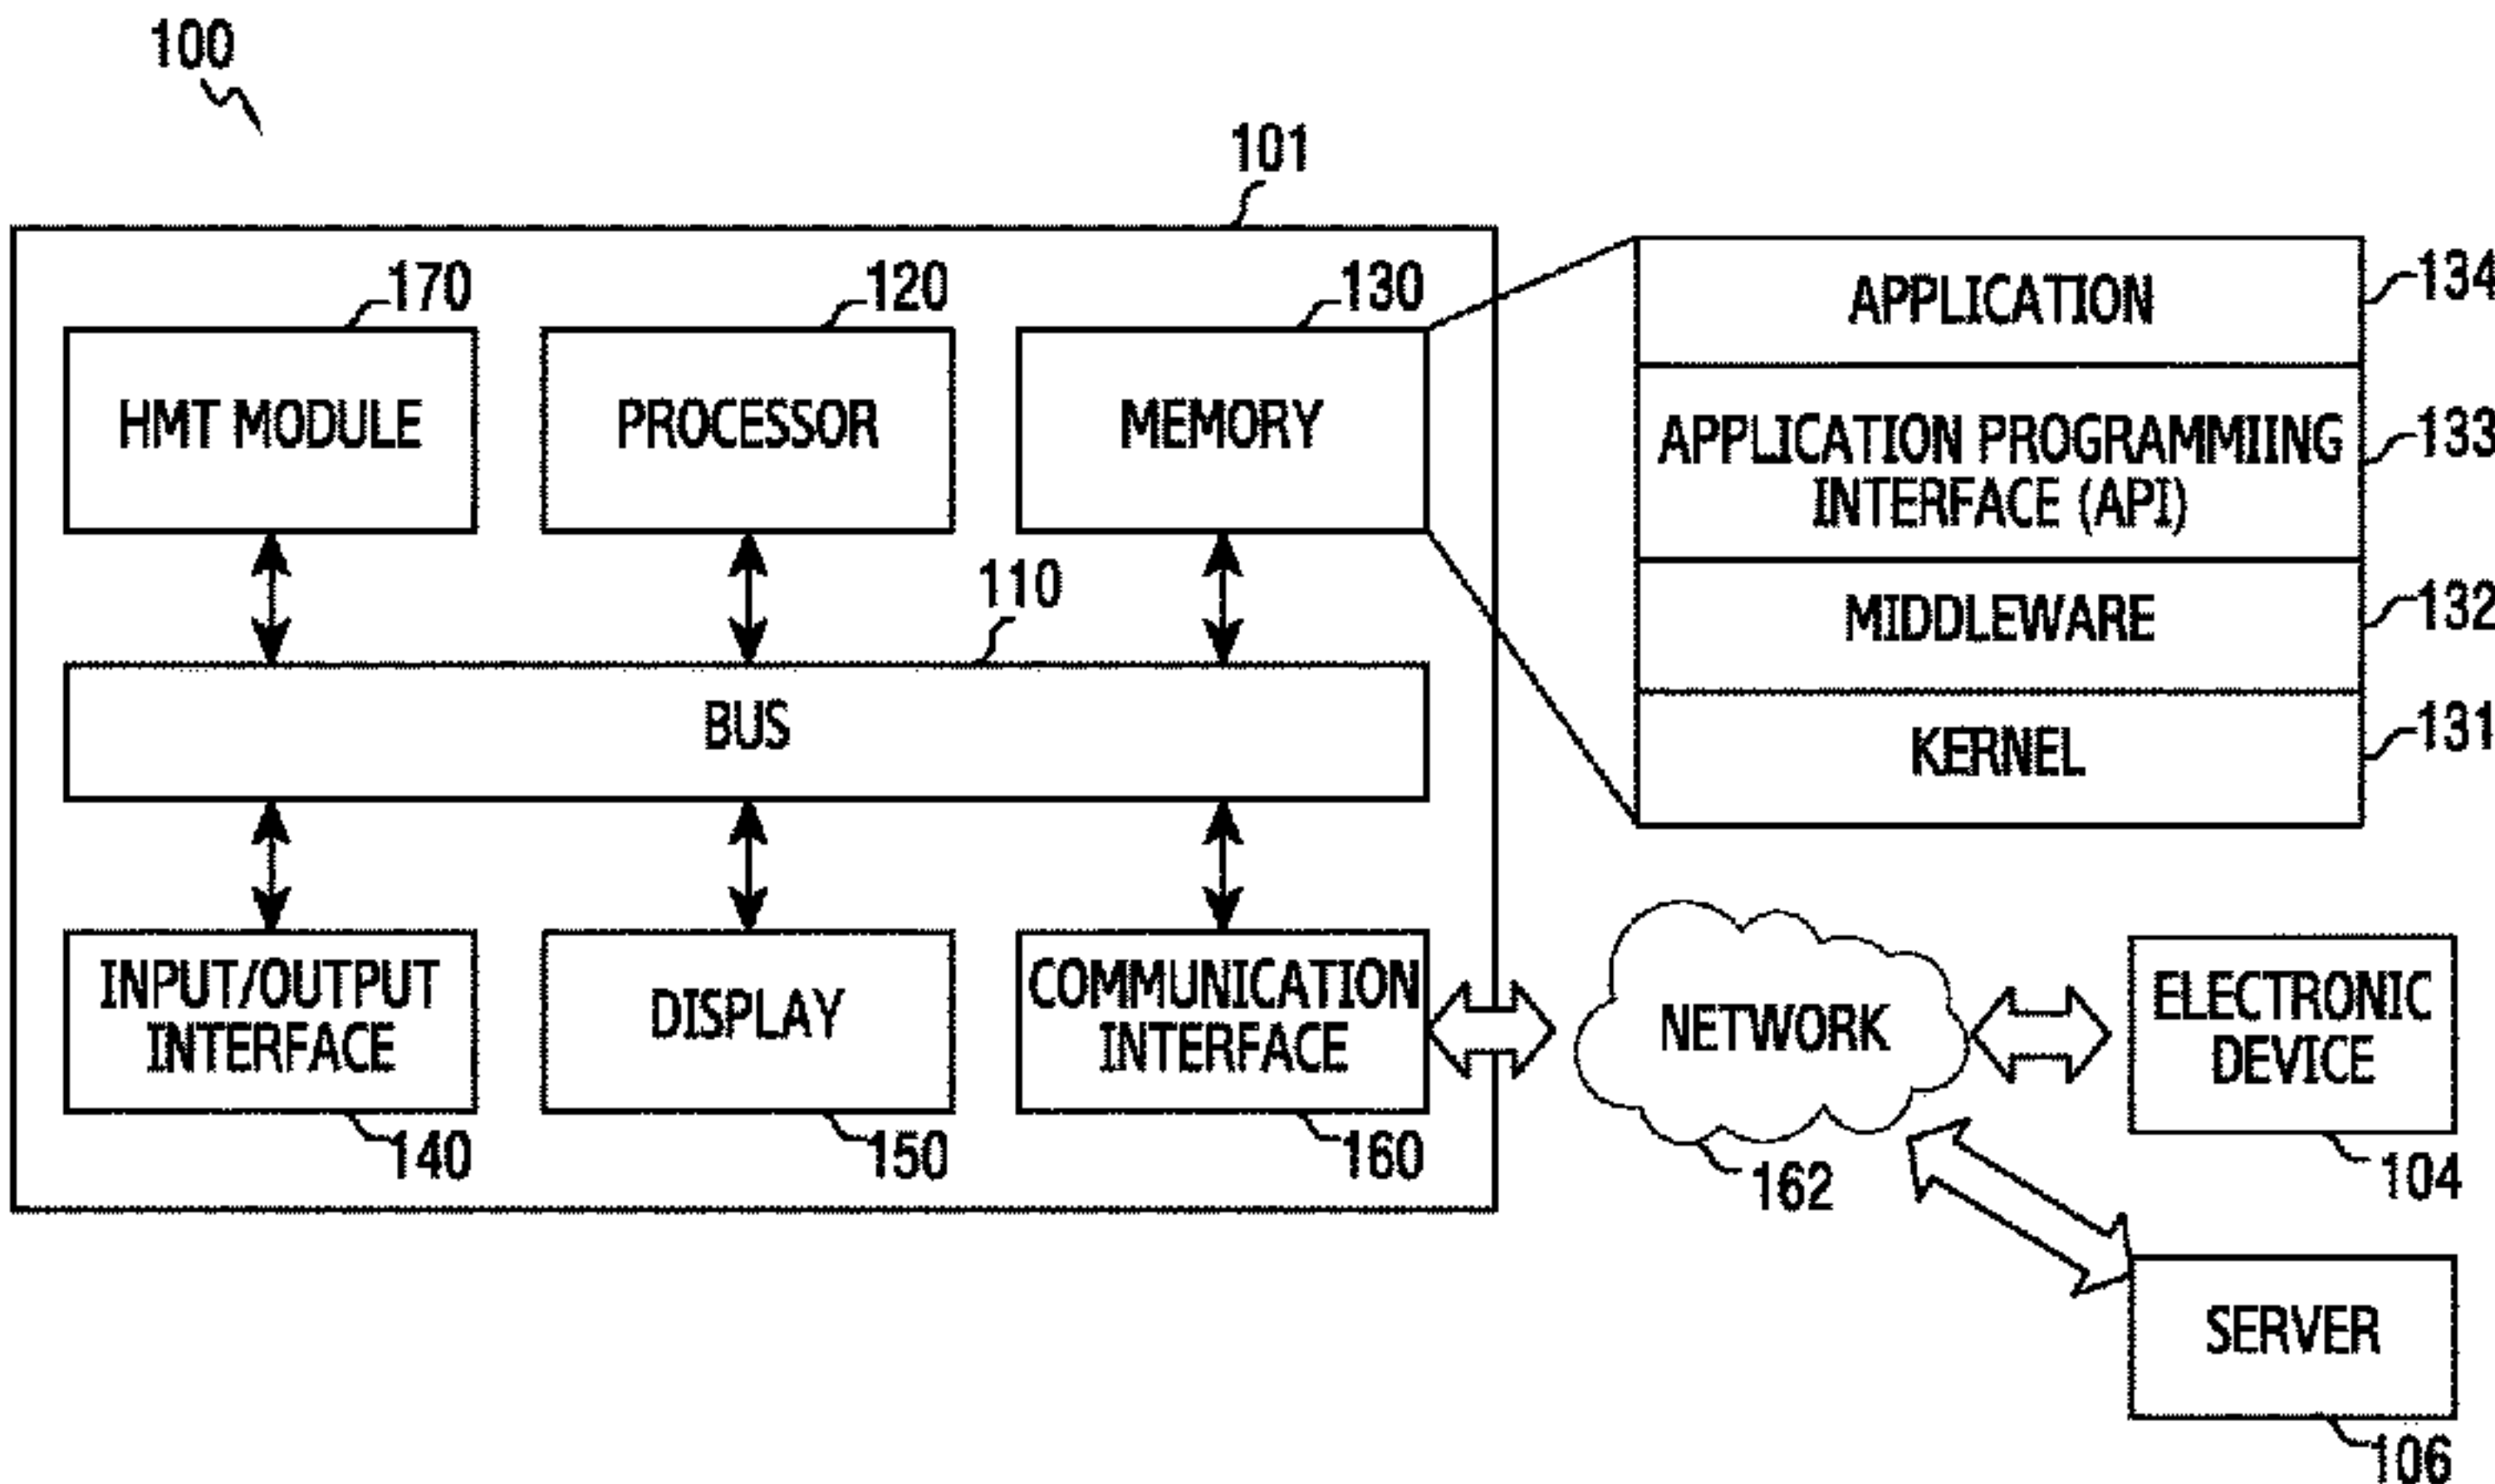 100
101
170
120
130
HMT MODULE
PROCESSOR
MEMORY
110
BUS
INPUT/OUTPUT
INTERFACE
DISPLAY
COMMUNICATION
INTERFACE
140
150
160
APPLICATION
134
APPLICATION PROGRAMMIING
INTERFACE (API)
133
MIDDLEWARE
132
KERNEL
131
NETWORK
162
ELECTRONIC
DEVICE
104
SERVER
106